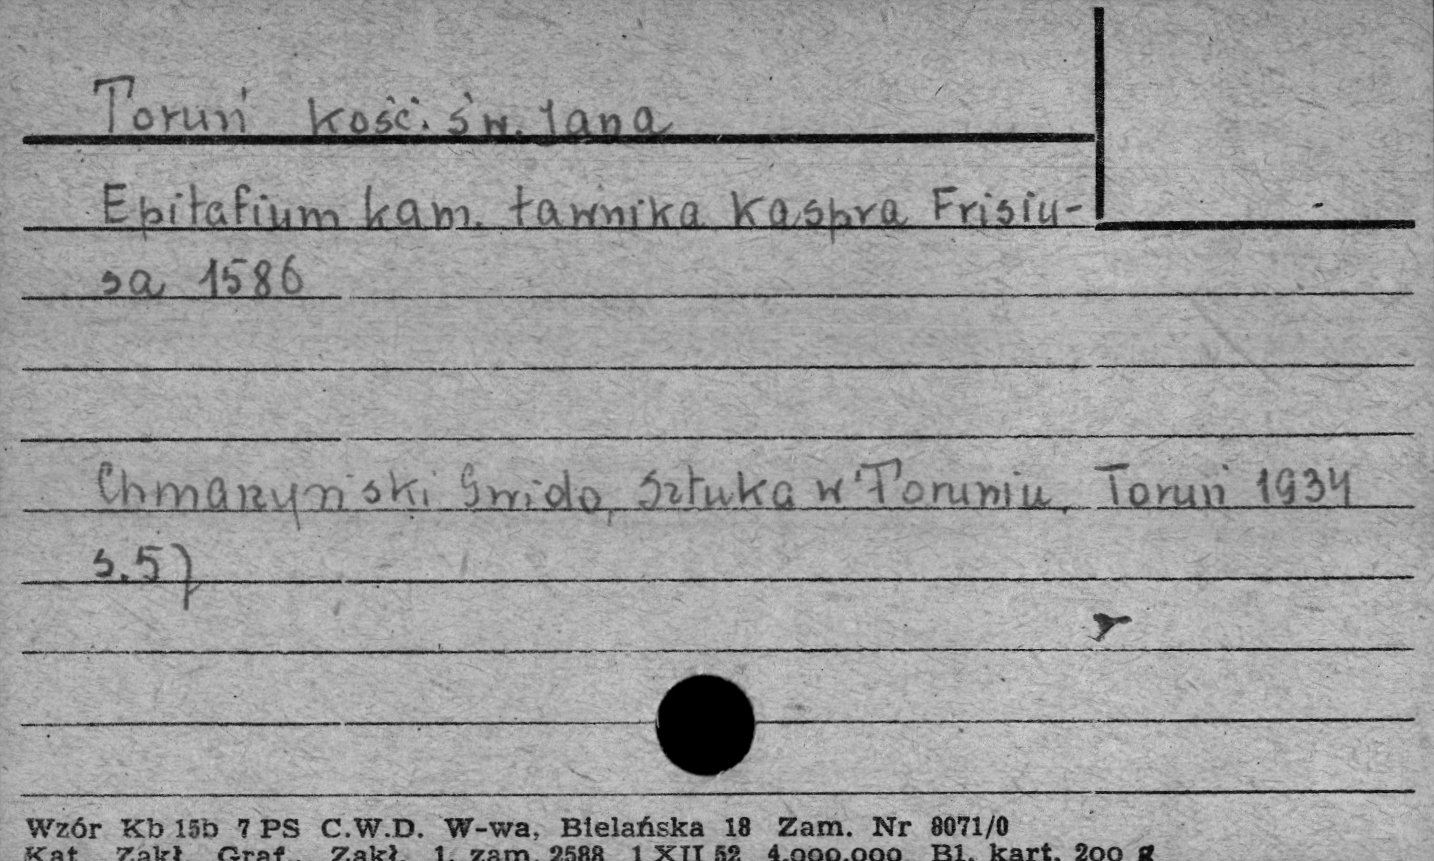 Toruń kość. św. Jana
Epitafium kam. ławnika Kaspra Frisiu-
sa 1586
Chmarzyński Gwido, Sztuka w Toruniu, Toruń 1934
s. 57
Wzór Kb 15b 7 PS C.W.D. W-wa, Bielańska 18 Zam. Nr 8071/0
Kat. Zakł. Graf., Zakł. 1. zam. 2588 1 XII 52 4.000.000 Bl. kart. 200 g